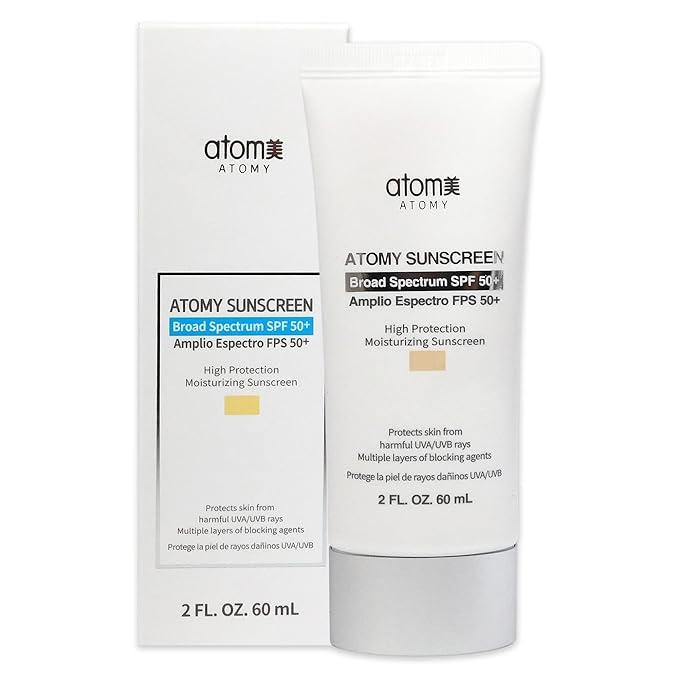 atom美
ATOMY
ATOMY SUNSCREEN
Broad Spectrum SPF 50+
Amplio Espectro FPS 50+
High Protection
Moisturizing Sunscreen
Protects skin from
harmful UVA/UVB rays
Multiple layers of blocking agents
Protege la piel de rayos dañinos UVA/UVB
2 FL. OZ. 60 mL
atom美
ATOMY
ATOMY SUNSCREEN
Broad Spectrum SPF 50+
Amplio Espectro FPS 50+
High Protection
Moisturizing Sunscreen
Protects skin from
harmful UVA/UVB rays
Multiple layers of blocking agents
Protege la piel de rayos dañinos UVA/UVB
2 FL. OZ. 60 mL